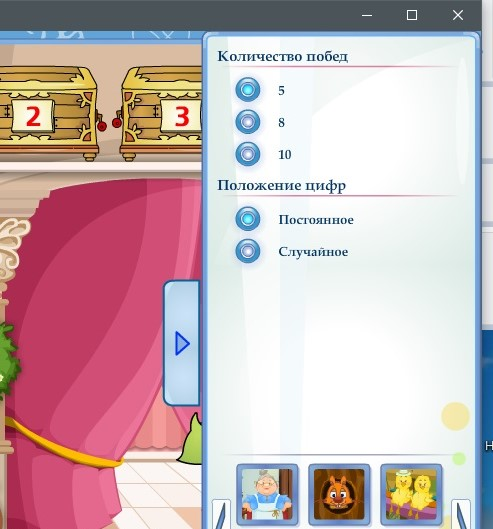 2
3
Количество побед
5
8
10
Положение цифр
Постоянное
Случайное
Н